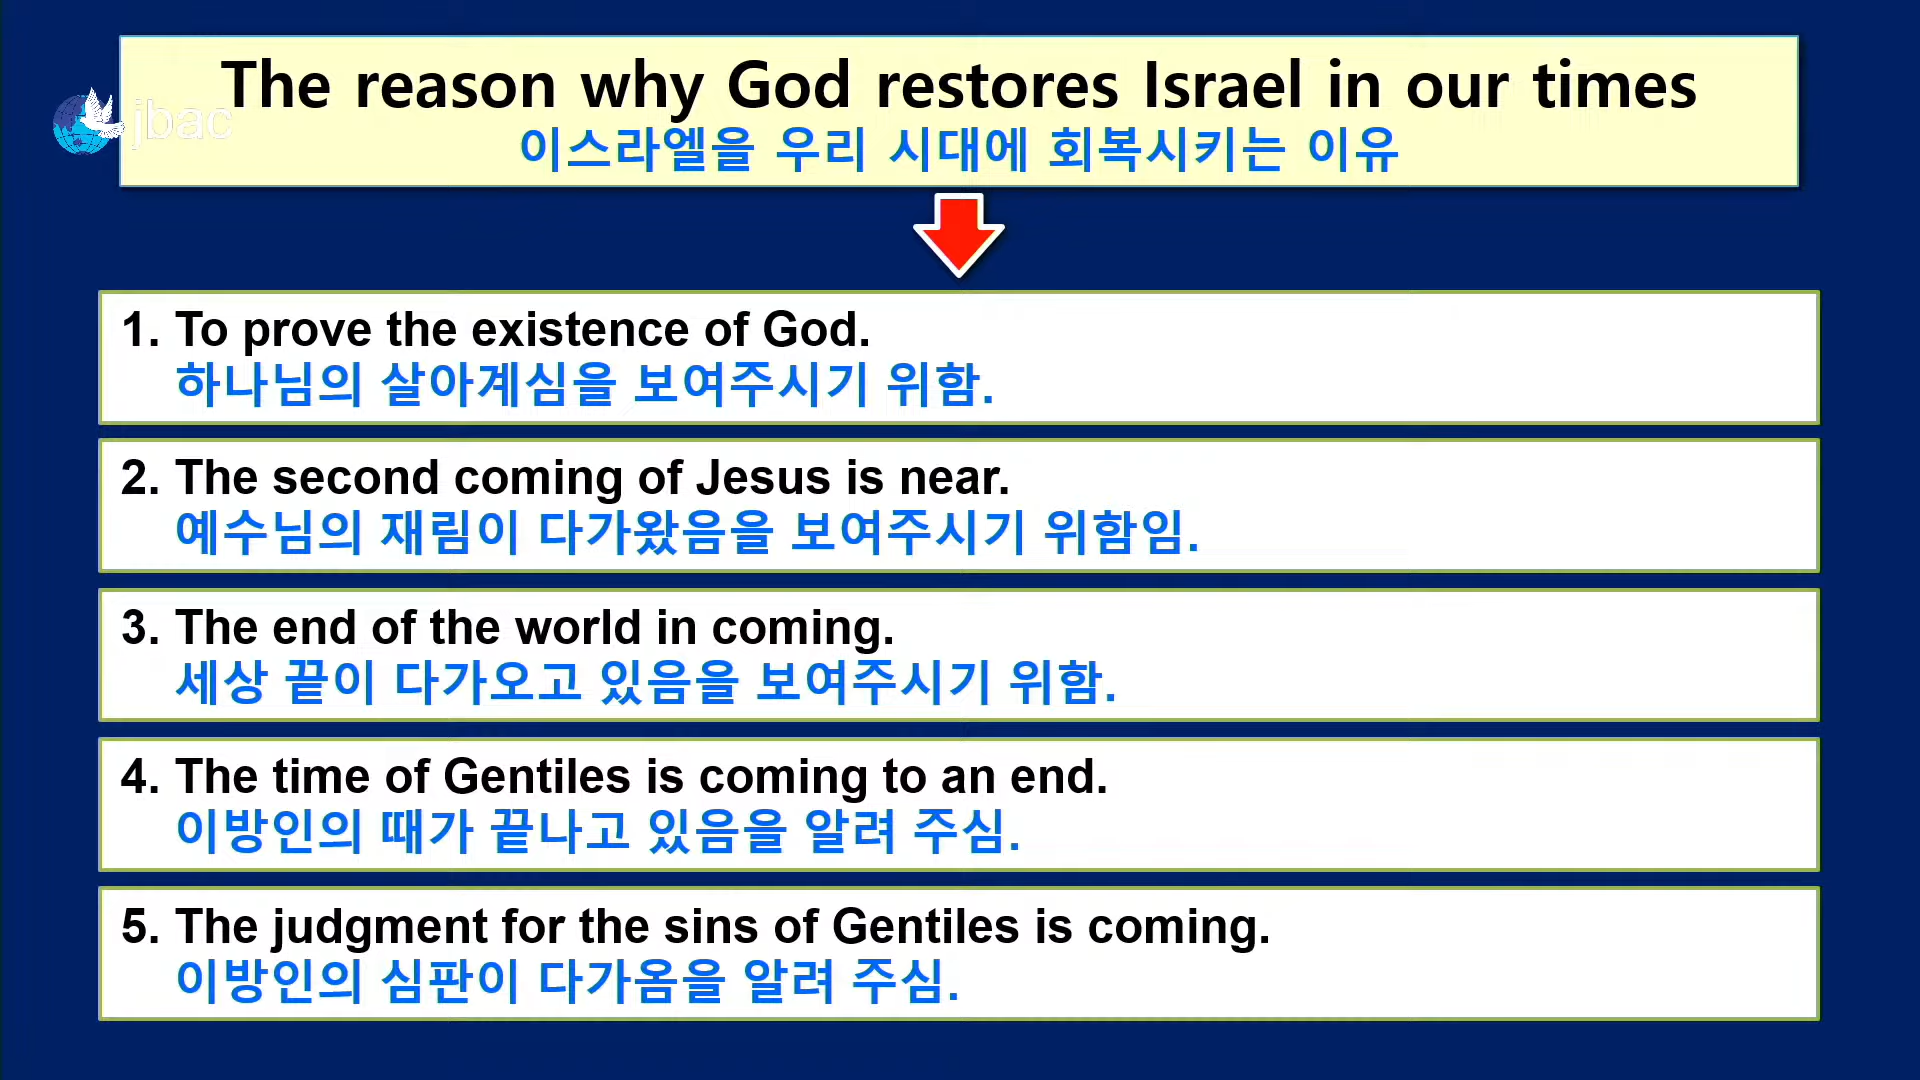 The reason why God restores Israel in our times
이스라엘을 우리 시대에 회복시키는 이유
jbac
1. To prove the existence of God.
하나님의 살아계심을 보여주시기 위함.
2. The second coming of Jesus is near.
예수님의 재림이 다가왔음을 보여주시기 위함임.
3. The end of the world in coming.
세상 끝이 다가오고 있음을 보여주시기 위함.
4. The time of Gentiles is coming to an end.
이방인의 때가 끝나고 있음을 알려 주심.
5. The judgment for the sins of Gentiles is coming.
이방인의 심판이 다가옴을 알려 주심.